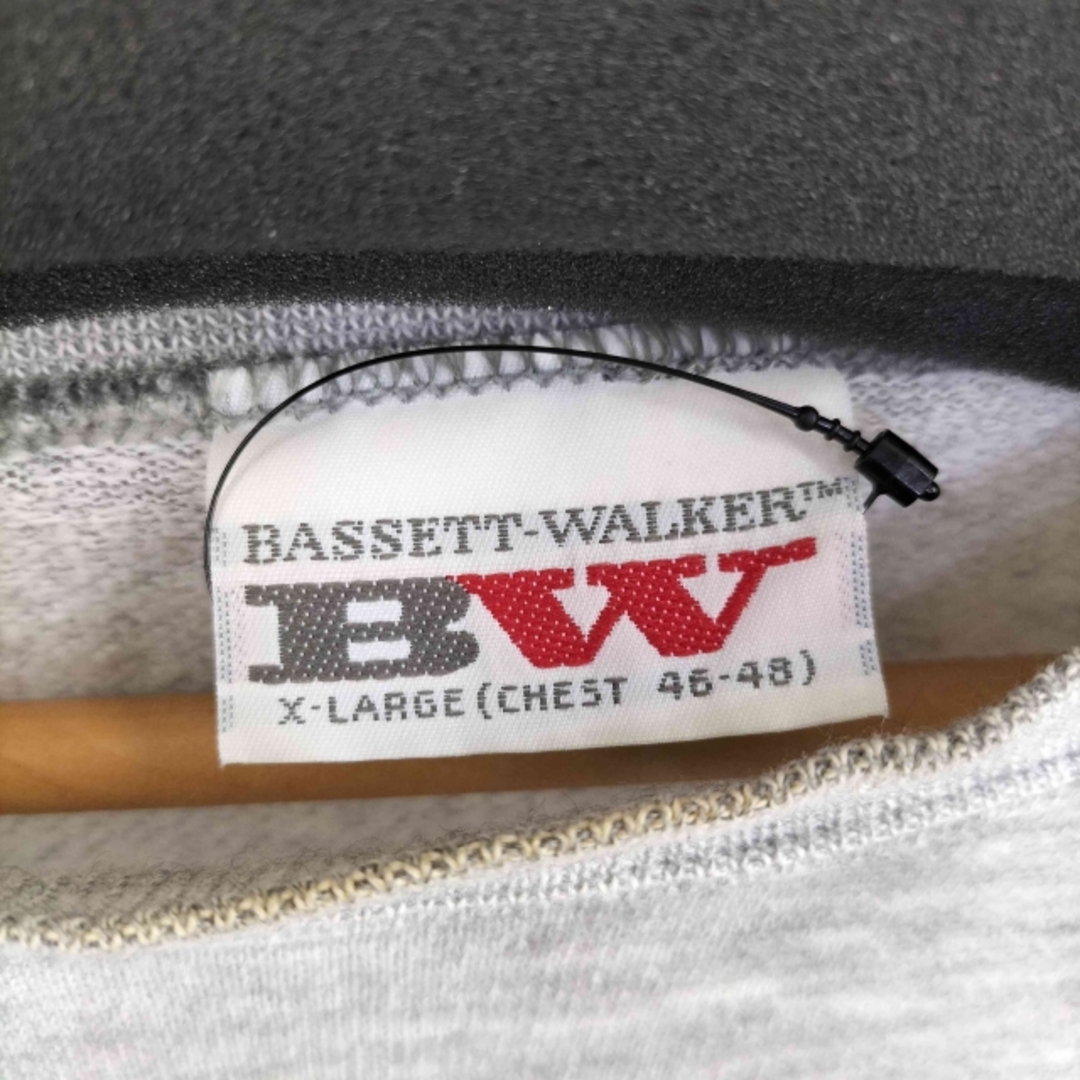 BASSETT-WALKER™
BW
X-LARGE (CHEST 46-48)